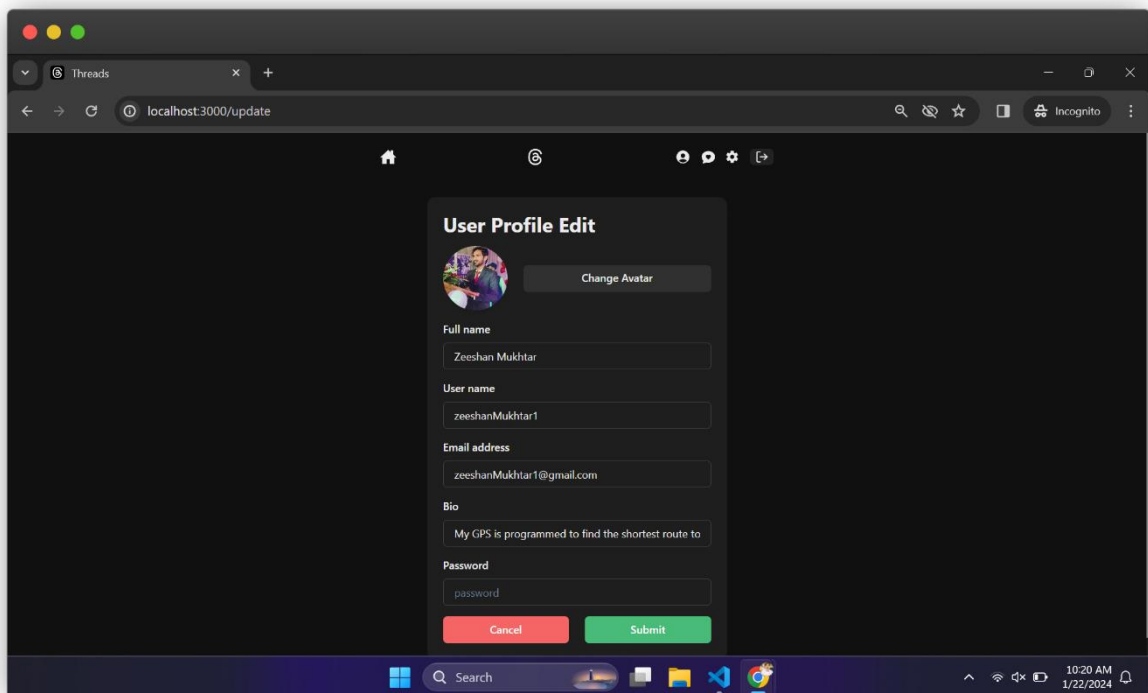 Threads
localhost:3000/update
Incognito
User Profile Edit
Change Avatar
Full name
Zeeshan Mukhtar
User name
zeeshanMukhtar1
Email address
zeeshanMukhtar1@gmail.com
Bio
My GPS is programmed to find the shortest route to
Password
password
Cancel Submit
Search
10:20 AM
1/22/2024